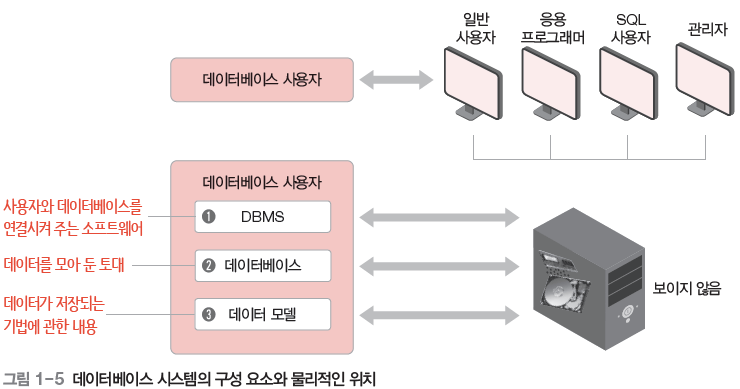 일반
사용자
응용
프로그래머
SQL
사용자
관리자
데이터베이스 사용자
데이터베이스 사용자
사용자와 데이터베이스를
연결시켜 주는 소프트웨어
❶ DBMS
데이터를 모아 둔 토대
❷ 데이터베이스
데이터가 저장되는
기법에 관한 내용
❸ 데이터 모델
보이지 않음
그림 1-5 데이터베이스 시스템의 구성 요소와 물리적인 위치